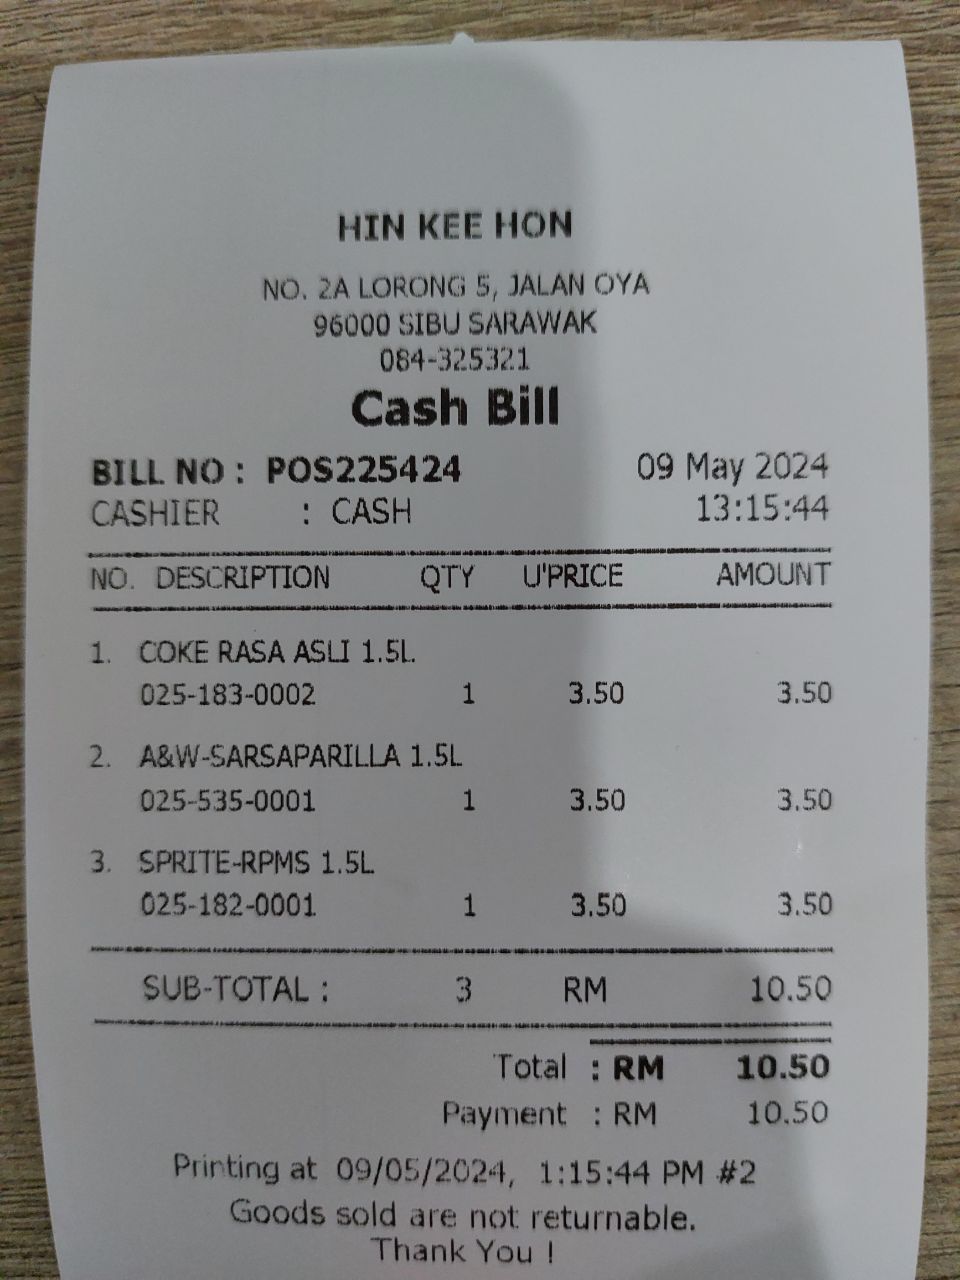 HIN KEE HON
NO. 2A LORONG 5, JALAN OYA
96000 SIBU SARAWAK
084-325321
Cash Bill
BILL NO : POS225424 09 May 2024
CASHIER : CASH 13:15:44
NO. DESCRIPTION QTY U'PRICE AMOUNT
1. COKE RASA ASLI 1.5L
025-183-0002 1 3.50 3.50
2. A&W-SARSAPARILLA 1.5L
025-535-0001 1 3.50 3.50
3. SPRITE-RPMS 1.5L
025-182-0001 1 3.50 3.50
SUB-TOTAL : 3 RM 10.50
Total : RM 10.50
Payment : RM 10.50
Printing at 09/05/2024, 1:15:44 PM #2
Goods sold are not returnable.
Thank You !